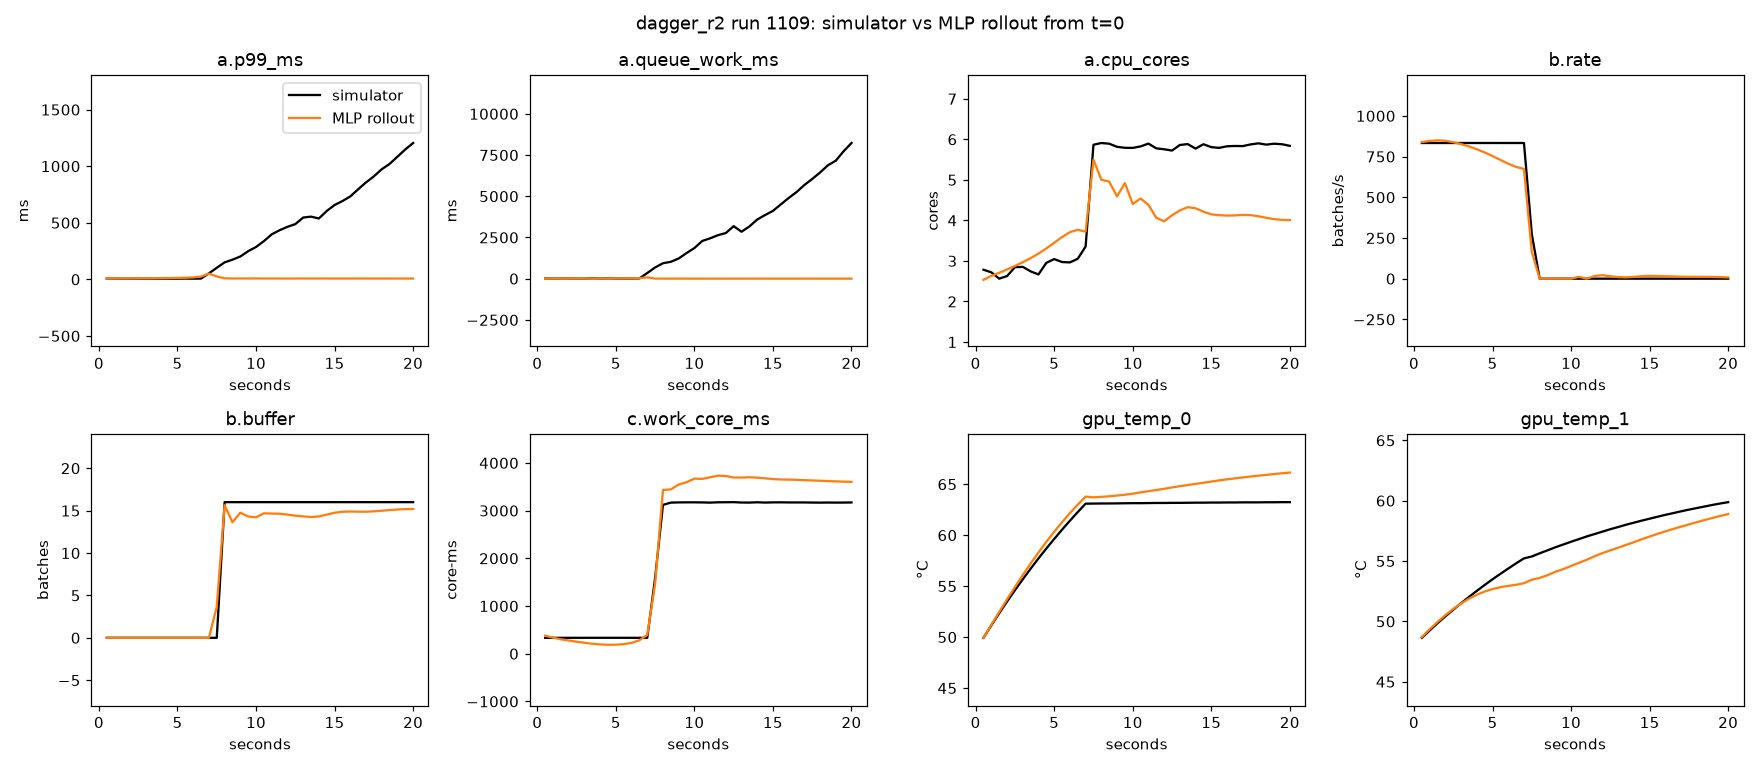 dagger_r2 run 1109: simulator vs MLP rollout from t=0
a.p99_ms
simulator
MLP rollout
ms
1500
1000
500
0
−500
0 5 10 15 20
seconds
a.queue_work_ms
ms
10000
7500
5000
2500
0
−2500
0 5 10 15 20
seconds
a.cpu_cores
cores
7
6
5
4
3
2
1
0 5 10 15 20
seconds
b.rate
batches/s
1000
750
500
250
0
−250
0 5 10 15 20
seconds
b.buffer
batches
20
15
10
5
0
−5
0 5 10 15 20
seconds
c.work_core_ms
core-ms
4000
3000
2000
1000
0
−1000
0 5 10 15 20
seconds
gpu_temp_0
°C
65
60
55
50
45
0 5 10 15 20
seconds
gpu_temp_1
°C
65
60
55
50
45
0 5 10 15 20
seconds